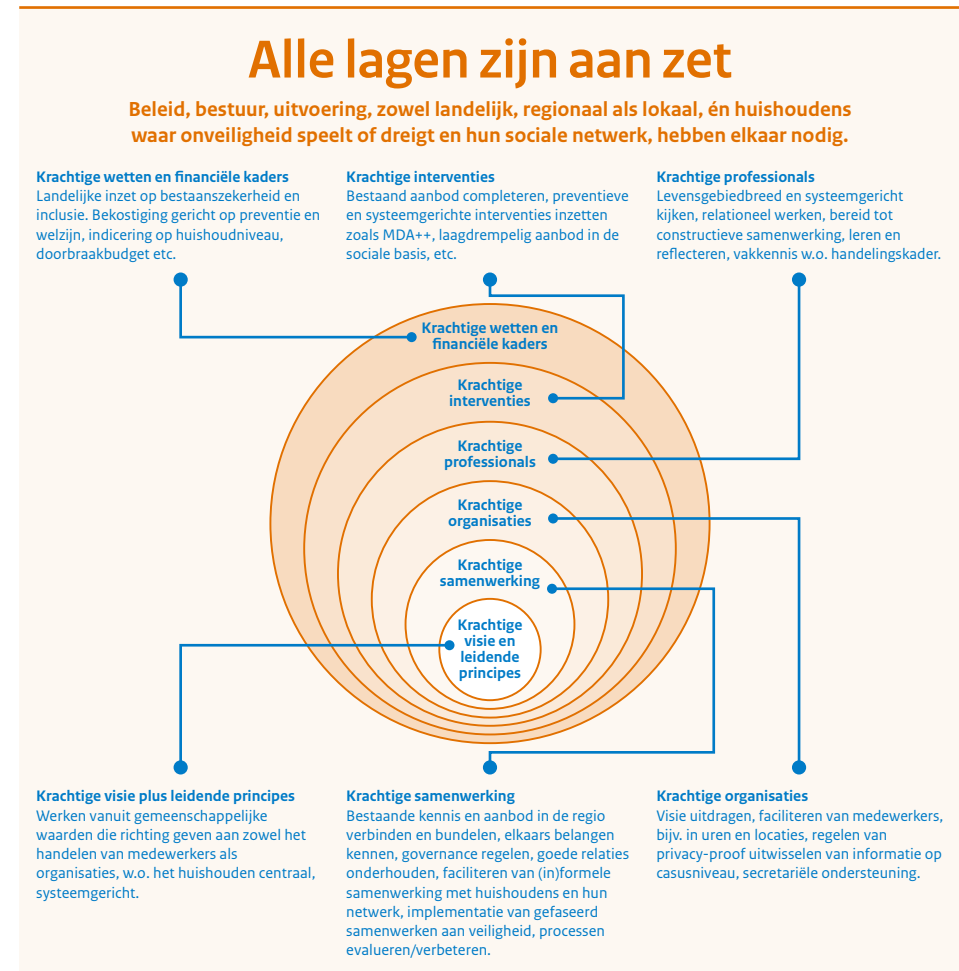 Alle lagen zijn aan zet
Beleid, bestuur, uitvoering, zowel landelijk, regionaal als lokaal, én huishoudens
waar onveiligheid speelt of dreigt en hun sociale netwerk, hebben elkaar nodig.
Krachtige wetten en financiële kaders
Landelijke inzet op bestaanszekerheid en
inclusie. Bekostiging gericht op preventie en
welzijn, indicering op huishoudniveau,
doorbraakbudget etc.
Krachtige interventies
Bestaand aanbod completeren, preventieve
en systeemgerichte interventies inzetten
zoals MDA++, laagdrempelig aanbod in de
sociale basis, etc.
Krachtige professionals
Levensgebiedbreed en systeemgericht
kijken, relationeel werken, bereid tot
constructieve samenwerking, leren en
reflecteren, vakkennis w.o. handelingskader.
Krachtige wetten en
financiële kaders
Krachtige
interventies
Krachtige
professionals
Krachtige
organisaties
Krachtige
samenwerking
Krachtige
visie en
leidende
principes
Krachtige visie plus leidende principes
Werken vanuit gemeenschappelijke
waarden die richting geven aan zowel het
handelen van medewerkers als
organisaties, w.o. het huishouden centraal,
systeemgericht.
Krachtige samenwerking
Bestaande kennis en aanbod in de regio
verbinden en bundelen, elkaars belangen
kennen, governance regelen, goede relaties
onderhouden, faciliteren van (in)formele
samenwerking met huishoudens en hun
netwerk, implementatie van gefaseerd
samenwerken aan veiligheid, processen
evalueren/verbeteren.
Krachtige organisaties
Visie uitdragen, faciliteren van medewerkers,
bijv. in uren en locaties, regelen van
privacy-proof uitwisselen van informatie op
casusniveau, secretariële ondersteuning.